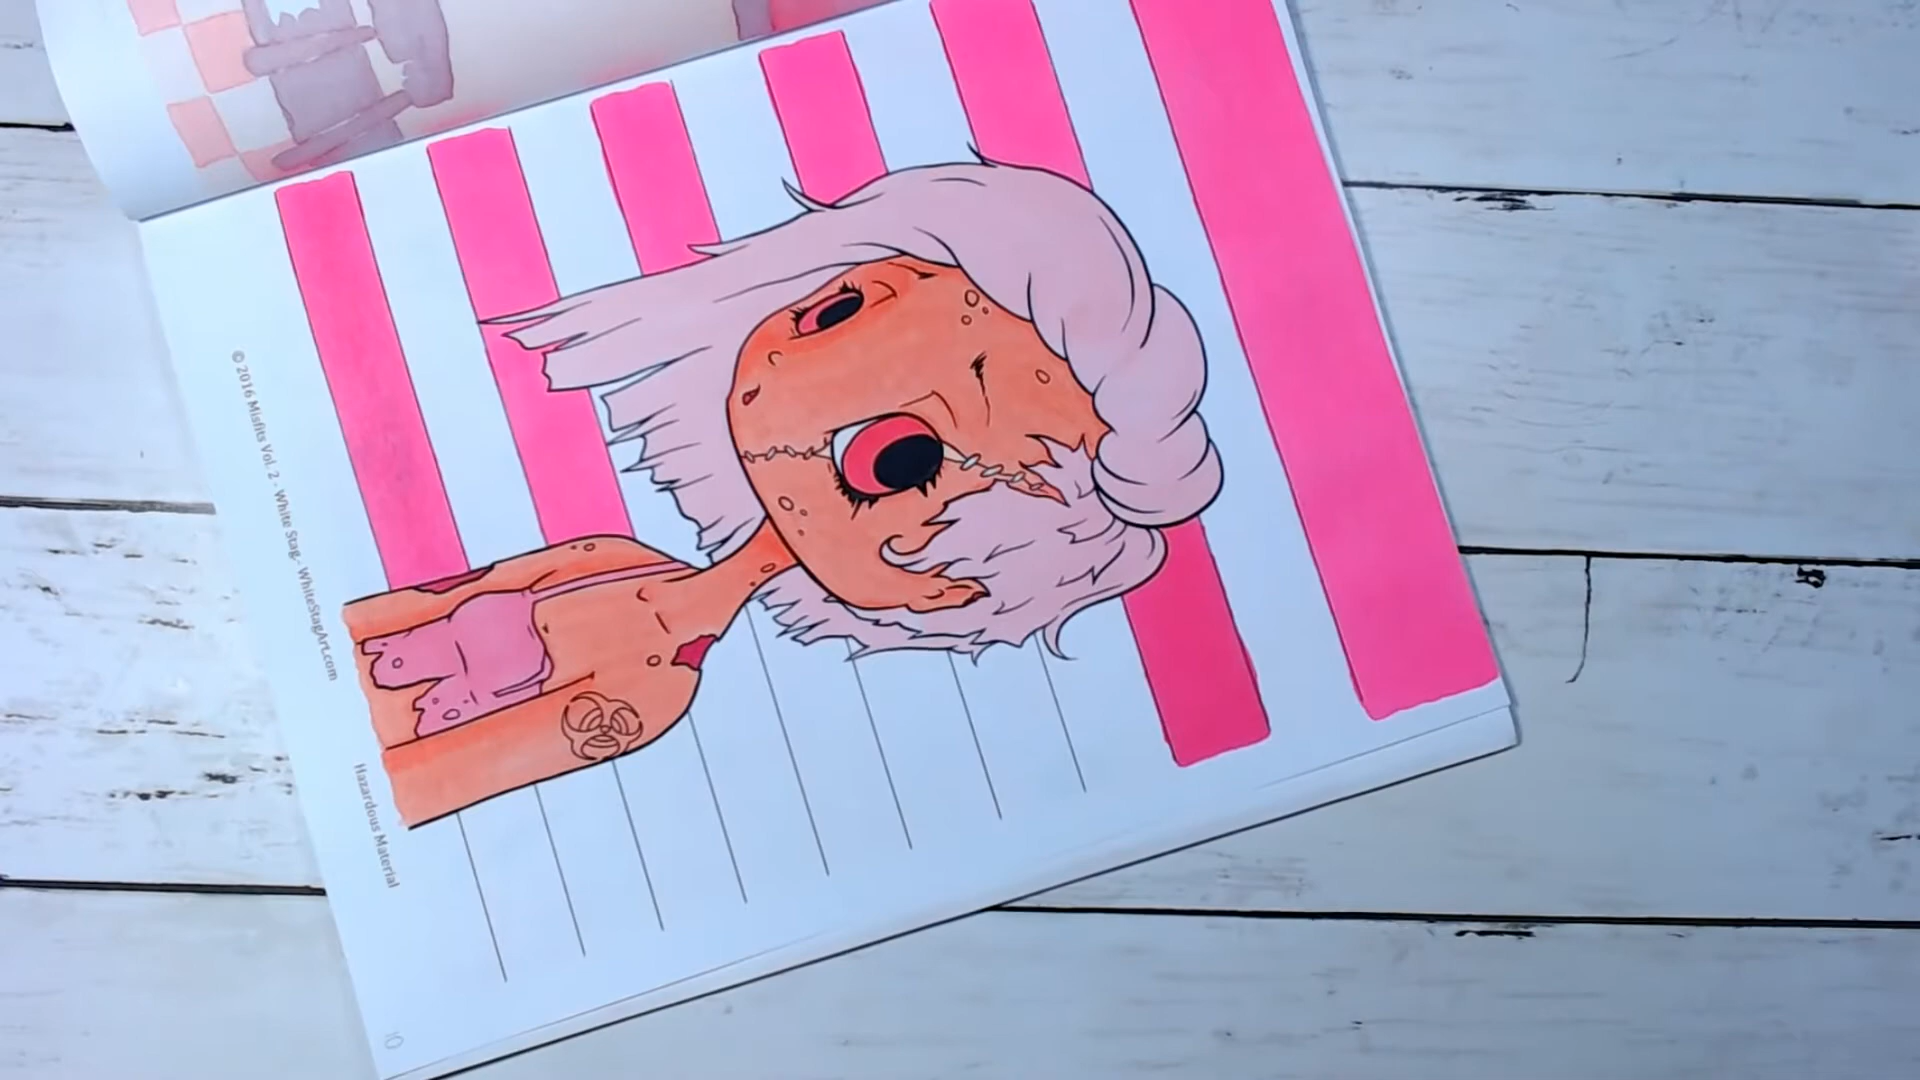 © 2016 Misfits Vol. 2 - White Stag - WhiteStagArt.com
Hazardous Material
10